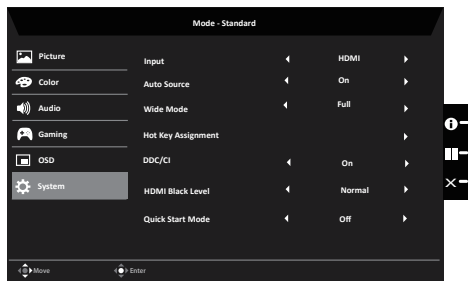 Mode - Standard
Picture
Color
Audio
Gaming
OSD
System
Input HDMI
Auto Source On
Wide Mode Full
Hot Key Assignment
DDC/CI On
HDMI Black Level Normal
Quick Start Mode Off
Move Enter